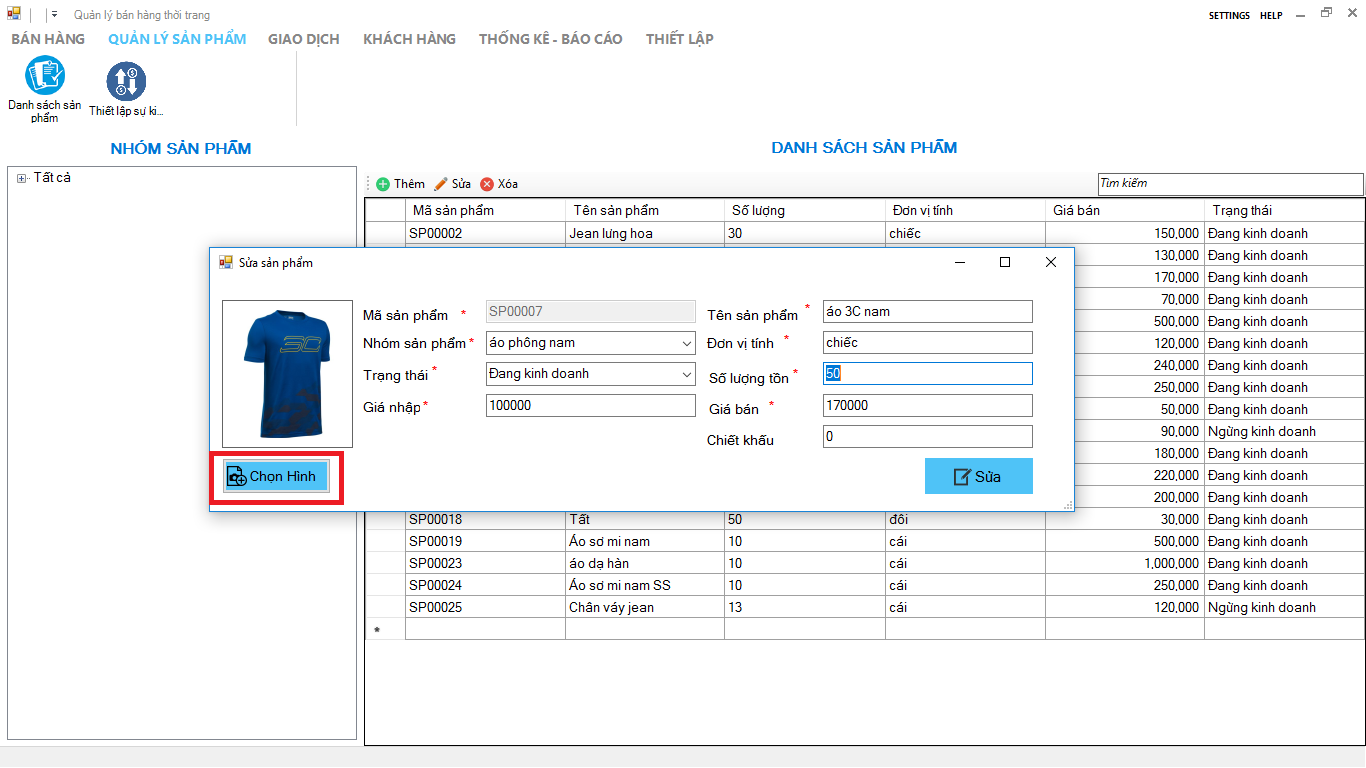 Quản lý bán hàng thời trang
SETTINGS HELP
BÁN HÀNG QUẢN LÝ SẢN PHẨM GIAO DỊCH KHÁCH HÀNG THỐNG KÊ - BÁO CÁO THIẾT LẬP
Danh sách sản phẩm
Thiết lập sự ki...
NHÓM SẢN PHẨM
DANH SÁCH SẢN PHẨM
Tất cả
Thêm Sửa Xóa
Tìm kiếm
Mã sản phẩm Tên sản phẩm Số lượng Đơn vị tính Giá bán Trạng thái
SP00002 Jean lưng hoa 30 chiếc 150,000 Đang kinh doanh
130,000 Đang kinh doanh
170,000 Đang kinh doanh
70,000 Đang kinh doanh
500,000 Đang kinh doanh
120,000 Đang kinh doanh
240,000 Đang kinh doanh
250,000 Đang kinh doanh
50,000 Đang kinh doanh
90,000 Ngừng kinh doanh
180,000 Đang kinh doanh
220,000 Đang kinh doanh
200,000 Đang kinh doanh
Sửa sản phẩm
3C
Mã sản phẩm * SP00007 Tên sản phẩm * áo 3C nam
Nhóm sản phẩm * áo phông nam Đơn vị tính * chiếc
Trạng thái * Đang kinh doanh Số lượng tồn * 50
Giá nhập * 100000 Giá bán * 170000
Chiết khấu 0
Chọn Hình
Sửa
SP00018 Tất 50 đôi 30,000 Đang kinh doanh
SP00019 Áo sơ mi nam 10 cái 500,000 Đang kinh doanh
SP00023 áo dạ hàn 10 cái 1,000,000 Đang kinh doanh
SP00024 Áo sơ mi nam SS 10 cái 250,000 Đang kinh doanh
SP00025 Chân váy jean 13 cái 120,000 Ngừng kinh doanh
*